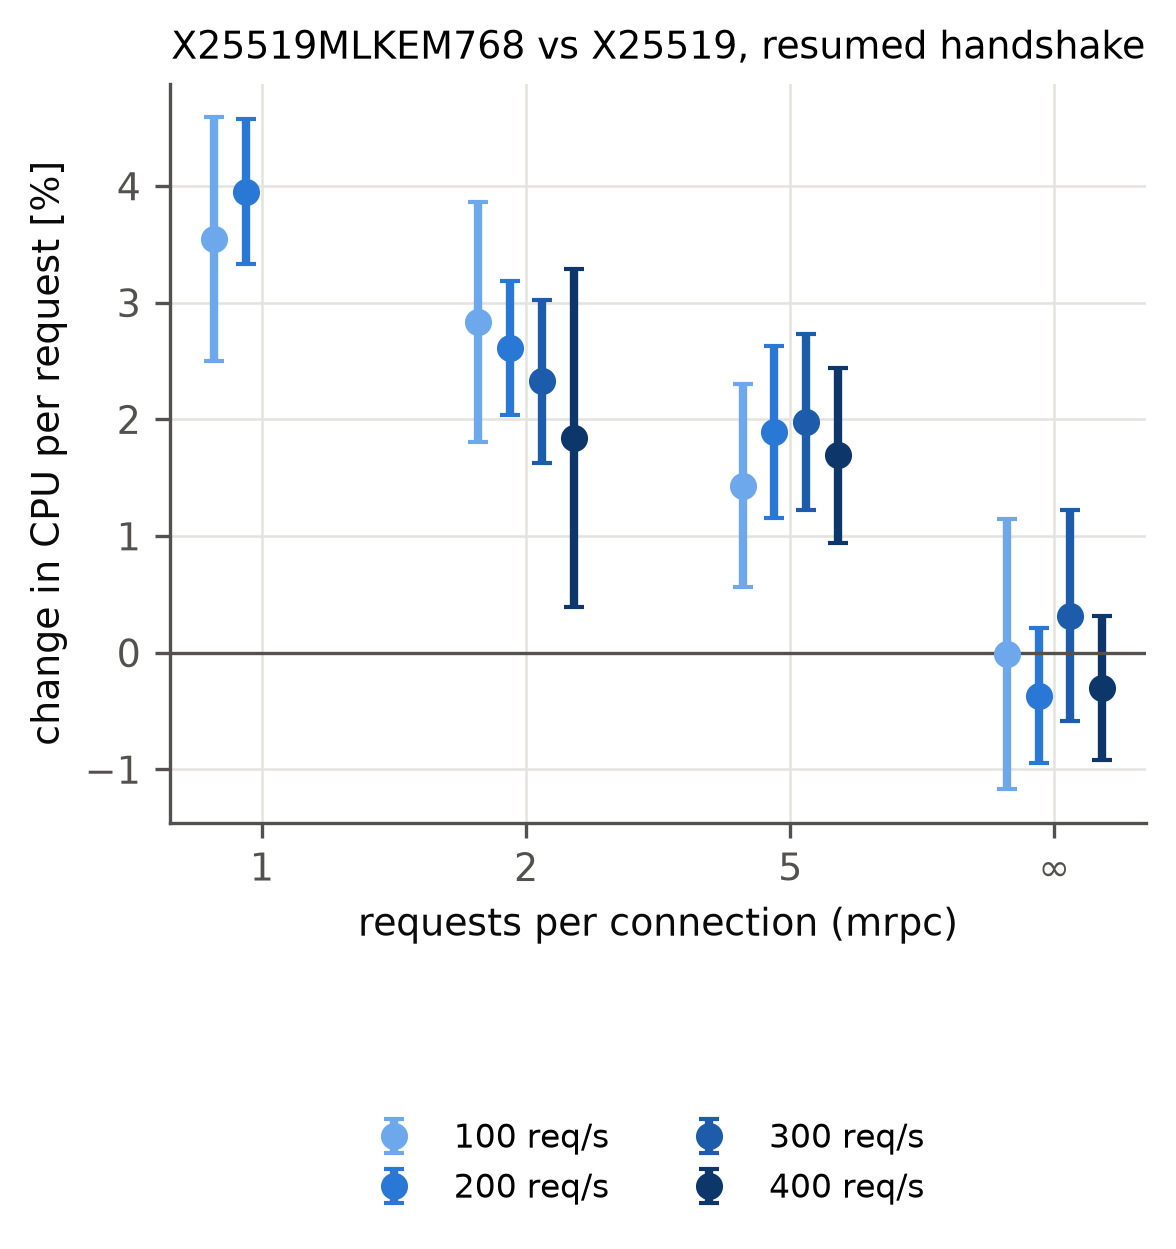 X25519MLKEM768 vs X25519, resumed handshake
change in CPU per request [%]
4
3
2
1
0
−1
1 2 5 ∞
requests per connection (mrpc)
100 req/s 300 req/s
200 req/s 400 req/s